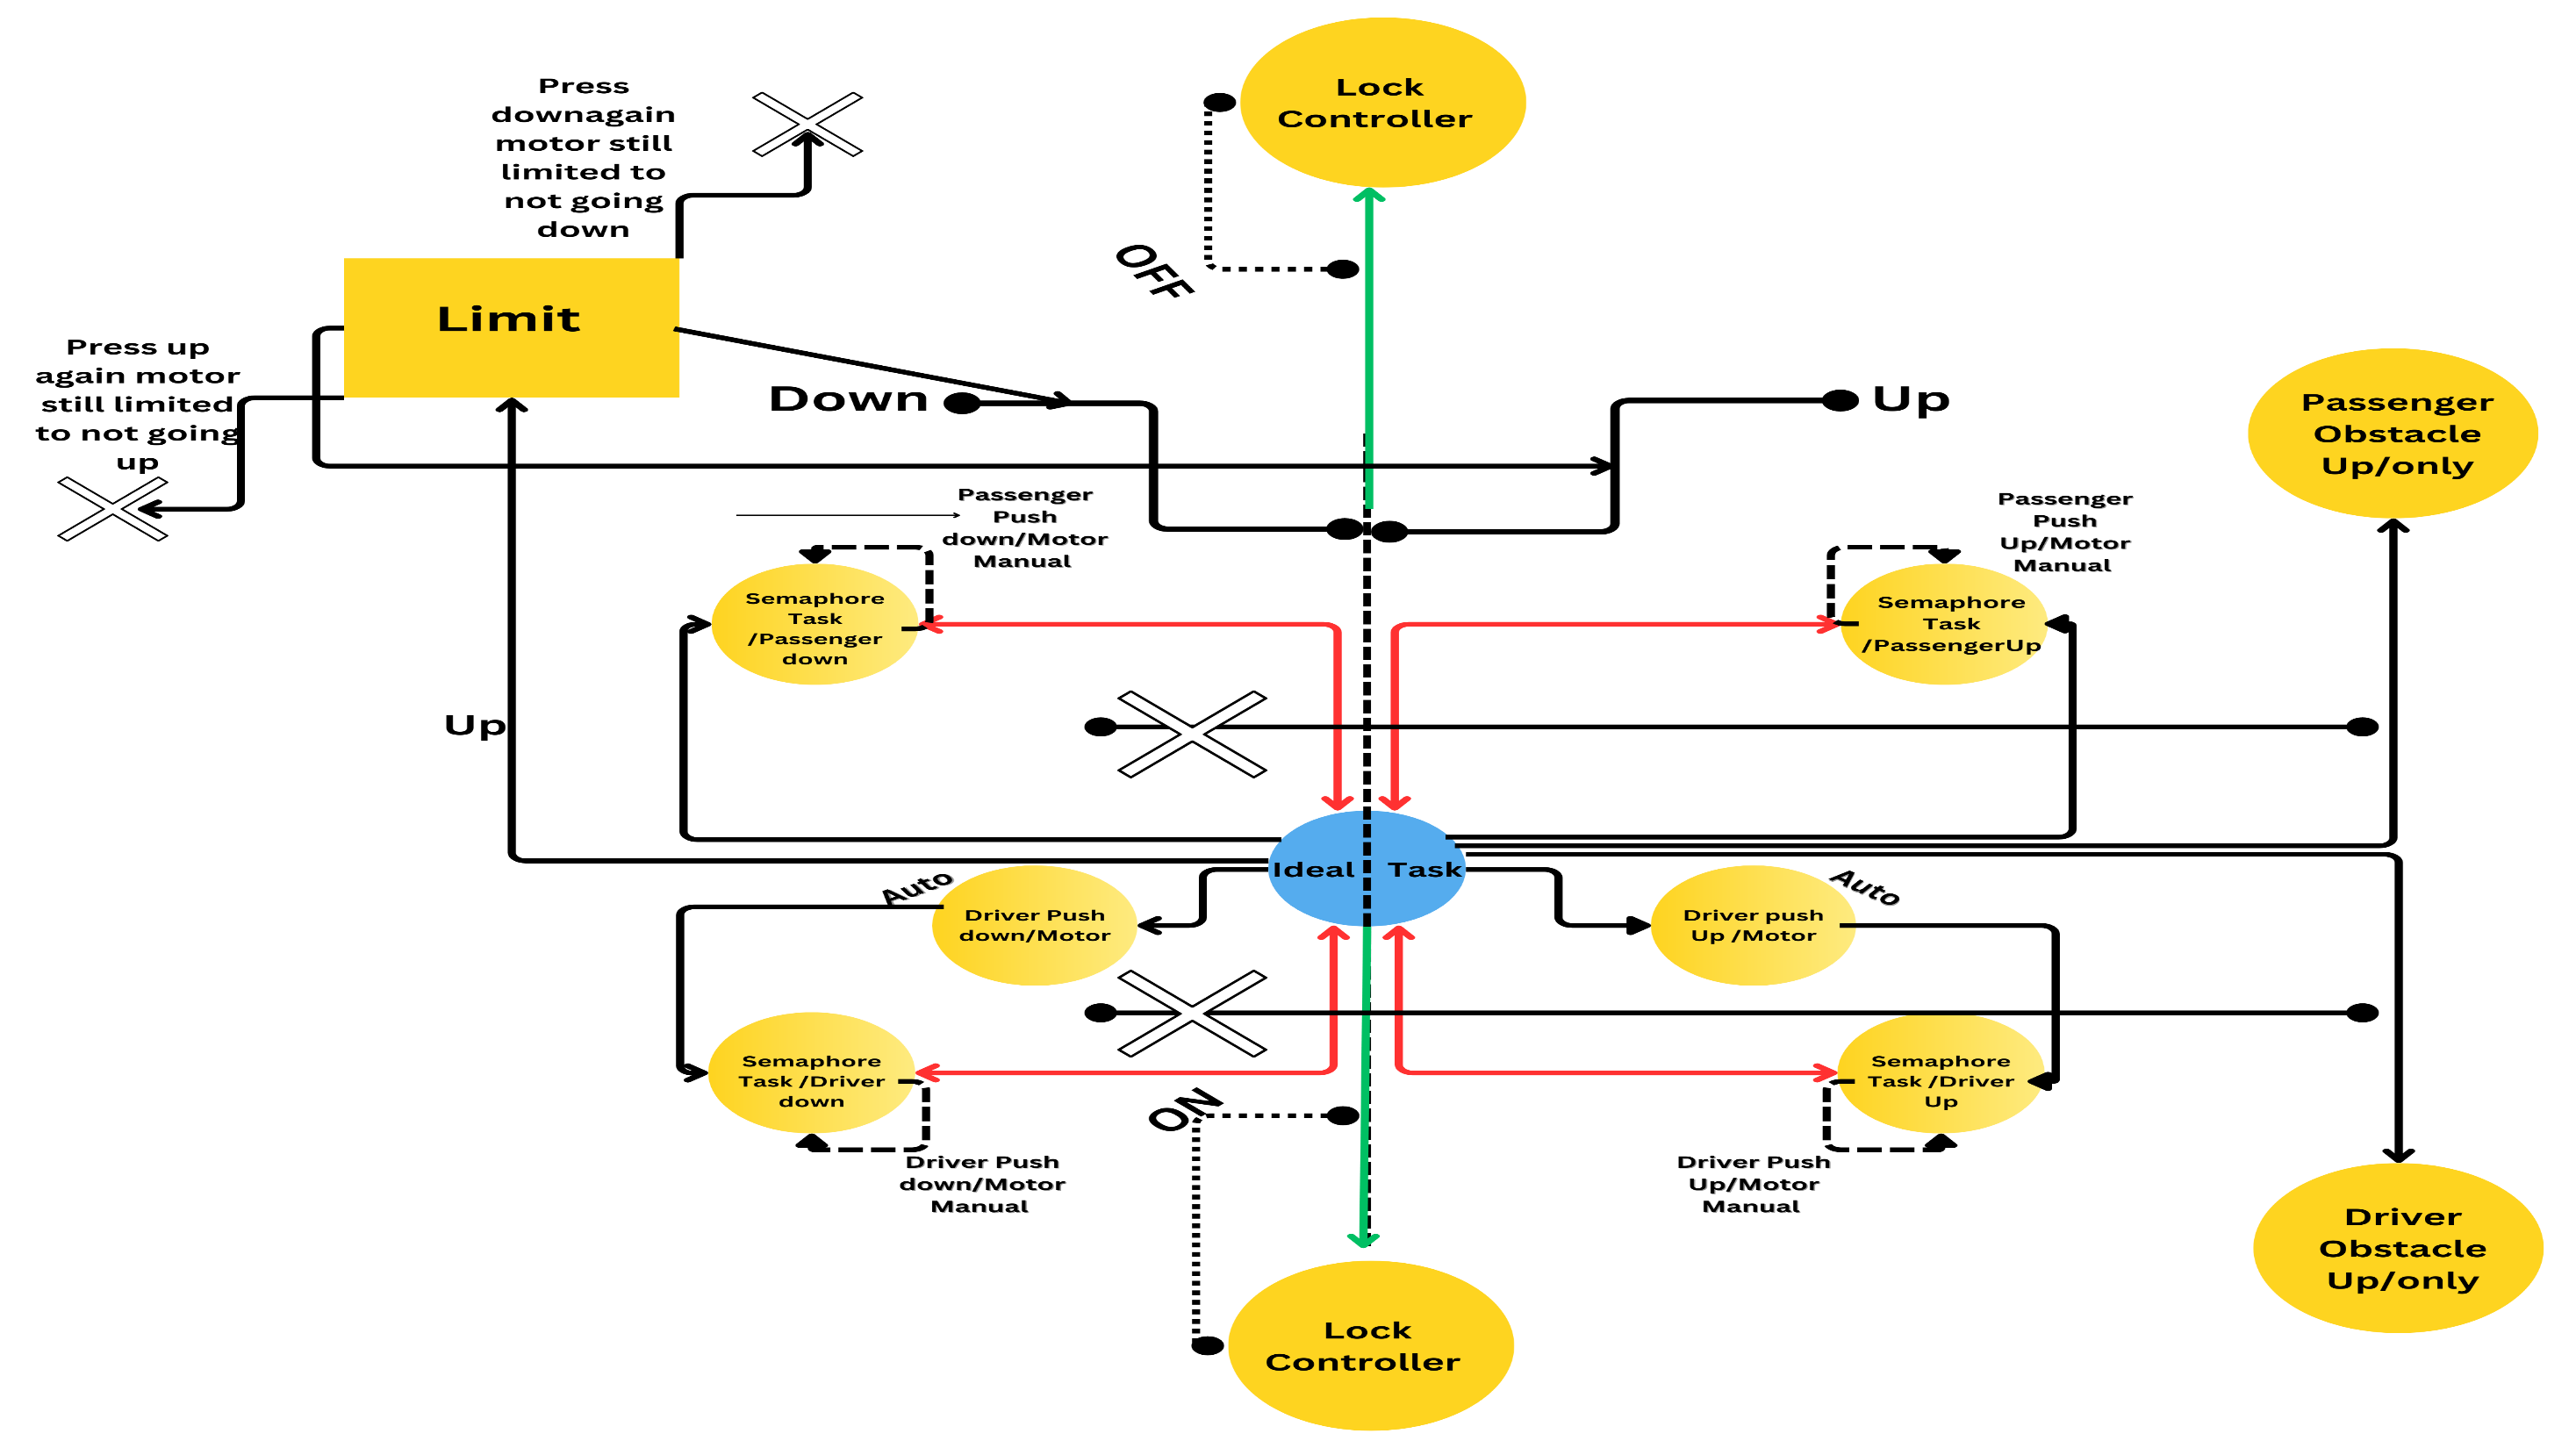 Lock
Controller
Press
downagain
motor still
limited to
not going
down
OFF
Limit
Press up
again motor
still limited
to not going
up
Down
Up
Passenger
Obstacle
Up/only
Passenger
Push
down/Motor
Manual
Passenger
Push
Up/Motor
Manual
Semaphore
Task
/Passenger
down
Semaphore
Task
/PassengerUp
Up
Ideal Task
Auto
Driver Push
down/Motor
Driver push
Up /Motor
Auto
Semaphore
Task /Driver
down
Semaphore
Task /Driver
Up
ON
Driver Push
down/Motor
Manual
Driver Push
Up/Motor
Manual
Driver
Obstacle
Up/only
Lock
Controller